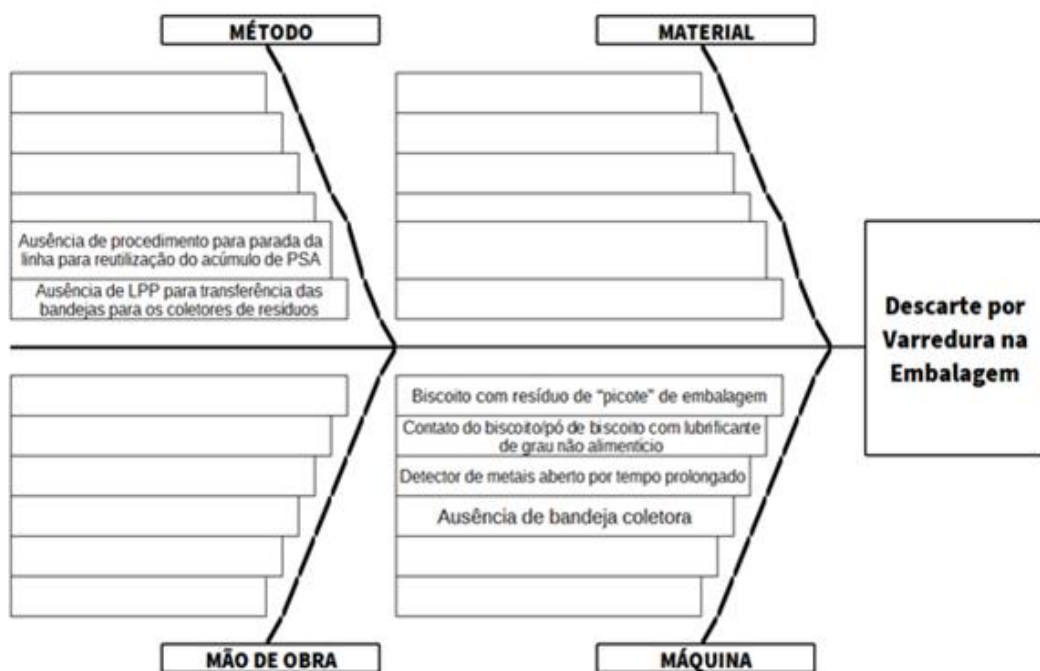 MÉTODO
MATERIAL
Ausência de procedimento para parada da
linha para reutilização do acúmulo de PSA
Ausência de LPP para transferência das
bandejas para os coletores de resíduos
Descarte por
Varredura na
Embalagem
Biscoito com resíduo de "picote" de embalagem
Contato do biscoito/pó de biscoito com lubrificante
de grau não alimentício
Detector de metais aberto por tempo prolongado
Ausência de bandeja coletora
MÃO DE OBRA
MÁQUINA